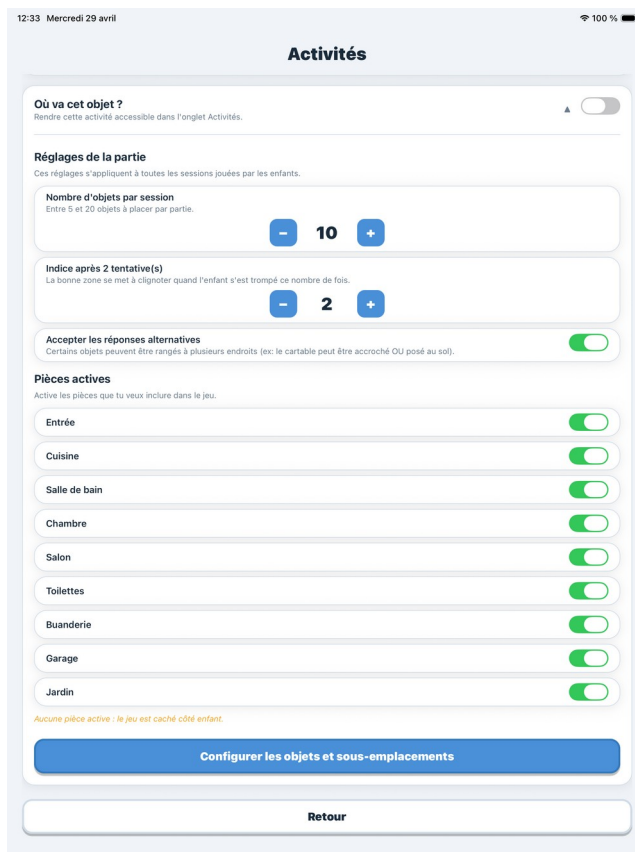 12:33 Mercredi 29 avril
100 %
Activités
Où va cet objet ?
Rendre cette activité accessible dans l'onglet Activités.
Réglages de la partie
Ces réglages s'appliquent à toutes les sessions jouées par les enfants.
Nombre d'objets par session
Entre 5 et 20 objets à placer par partie.
− 10 +
Indice après 2 tentative(s)
La bonne zone se met à clignoter quand l'enfant s'est trompé ce nombre de fois.
− 2 +
Accepter les réponses alternatives
Certains objets peuvent être rangés à plusieurs endroits (ex: le cartable peut être accroché OU posé au sol).
Pièces actives
Active les pièces que tu veux inclure dans le jeu.
Entrée
Cuisine
Salle de bain
Chambre
Salon
Toilettes
Buanderie
Garage
Jardin
Aucune pièce active : le jeu est caché côté enfant.
Configurer les objets et sous-emplacements
Retour